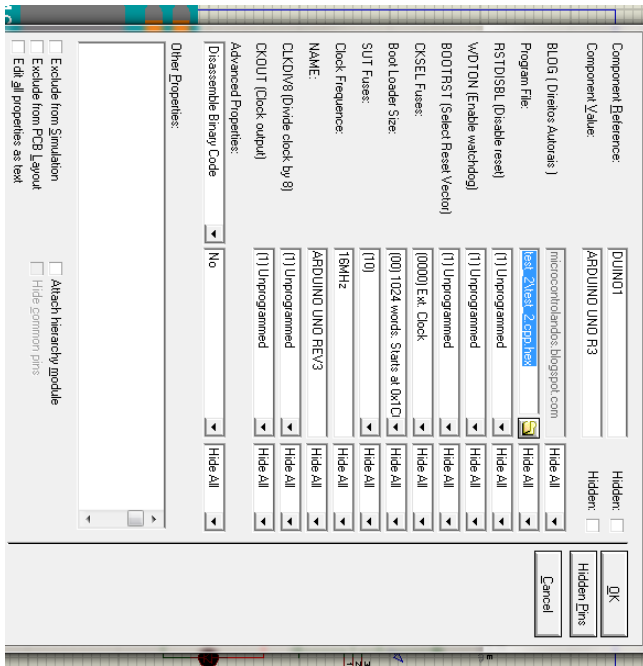 Component Reference: DUINO1 Hidden:
Component Value: ARDUINO UNO R3 Hidden:
BLOG ( Direitos Autorais ) microcontrolandos.blogspot.com Hide All
Program File: test_2\test_2.cpp.hex Hide All
RSTDISBL (Disable reset) (1) Unprogrammed Hide All
WDTON (Enable watchdog) (1) Unprogrammed Hide All
BOOTRST (Select Reset Vector) (1) Unprogrammed Hide All
CKSEL Fuses: (0000) Ext. Clock Hide All
Boot Loader Size: (00) 1024 words. Starts at 0x1C( Hide All
SUT Fuses: (10) Hide All
Clock Frequence: 16MHz Hide All
NAME: ARDUINO UNO REV3 Hide All
CLKDIV8 (Divide clock by 8) (1) Unprogrammed Hide All
CKOUT (Clock output) (1) Unprogrammed Hide All
Advanced Properties:
Disassemble Binary Code No Hide All
Other Properties:
Exclude from Simulation Attach hierarchy module
Exclude from PCB Layout Hide common pins
Edit all properties as text
OK
Hidden Pins
Cancel